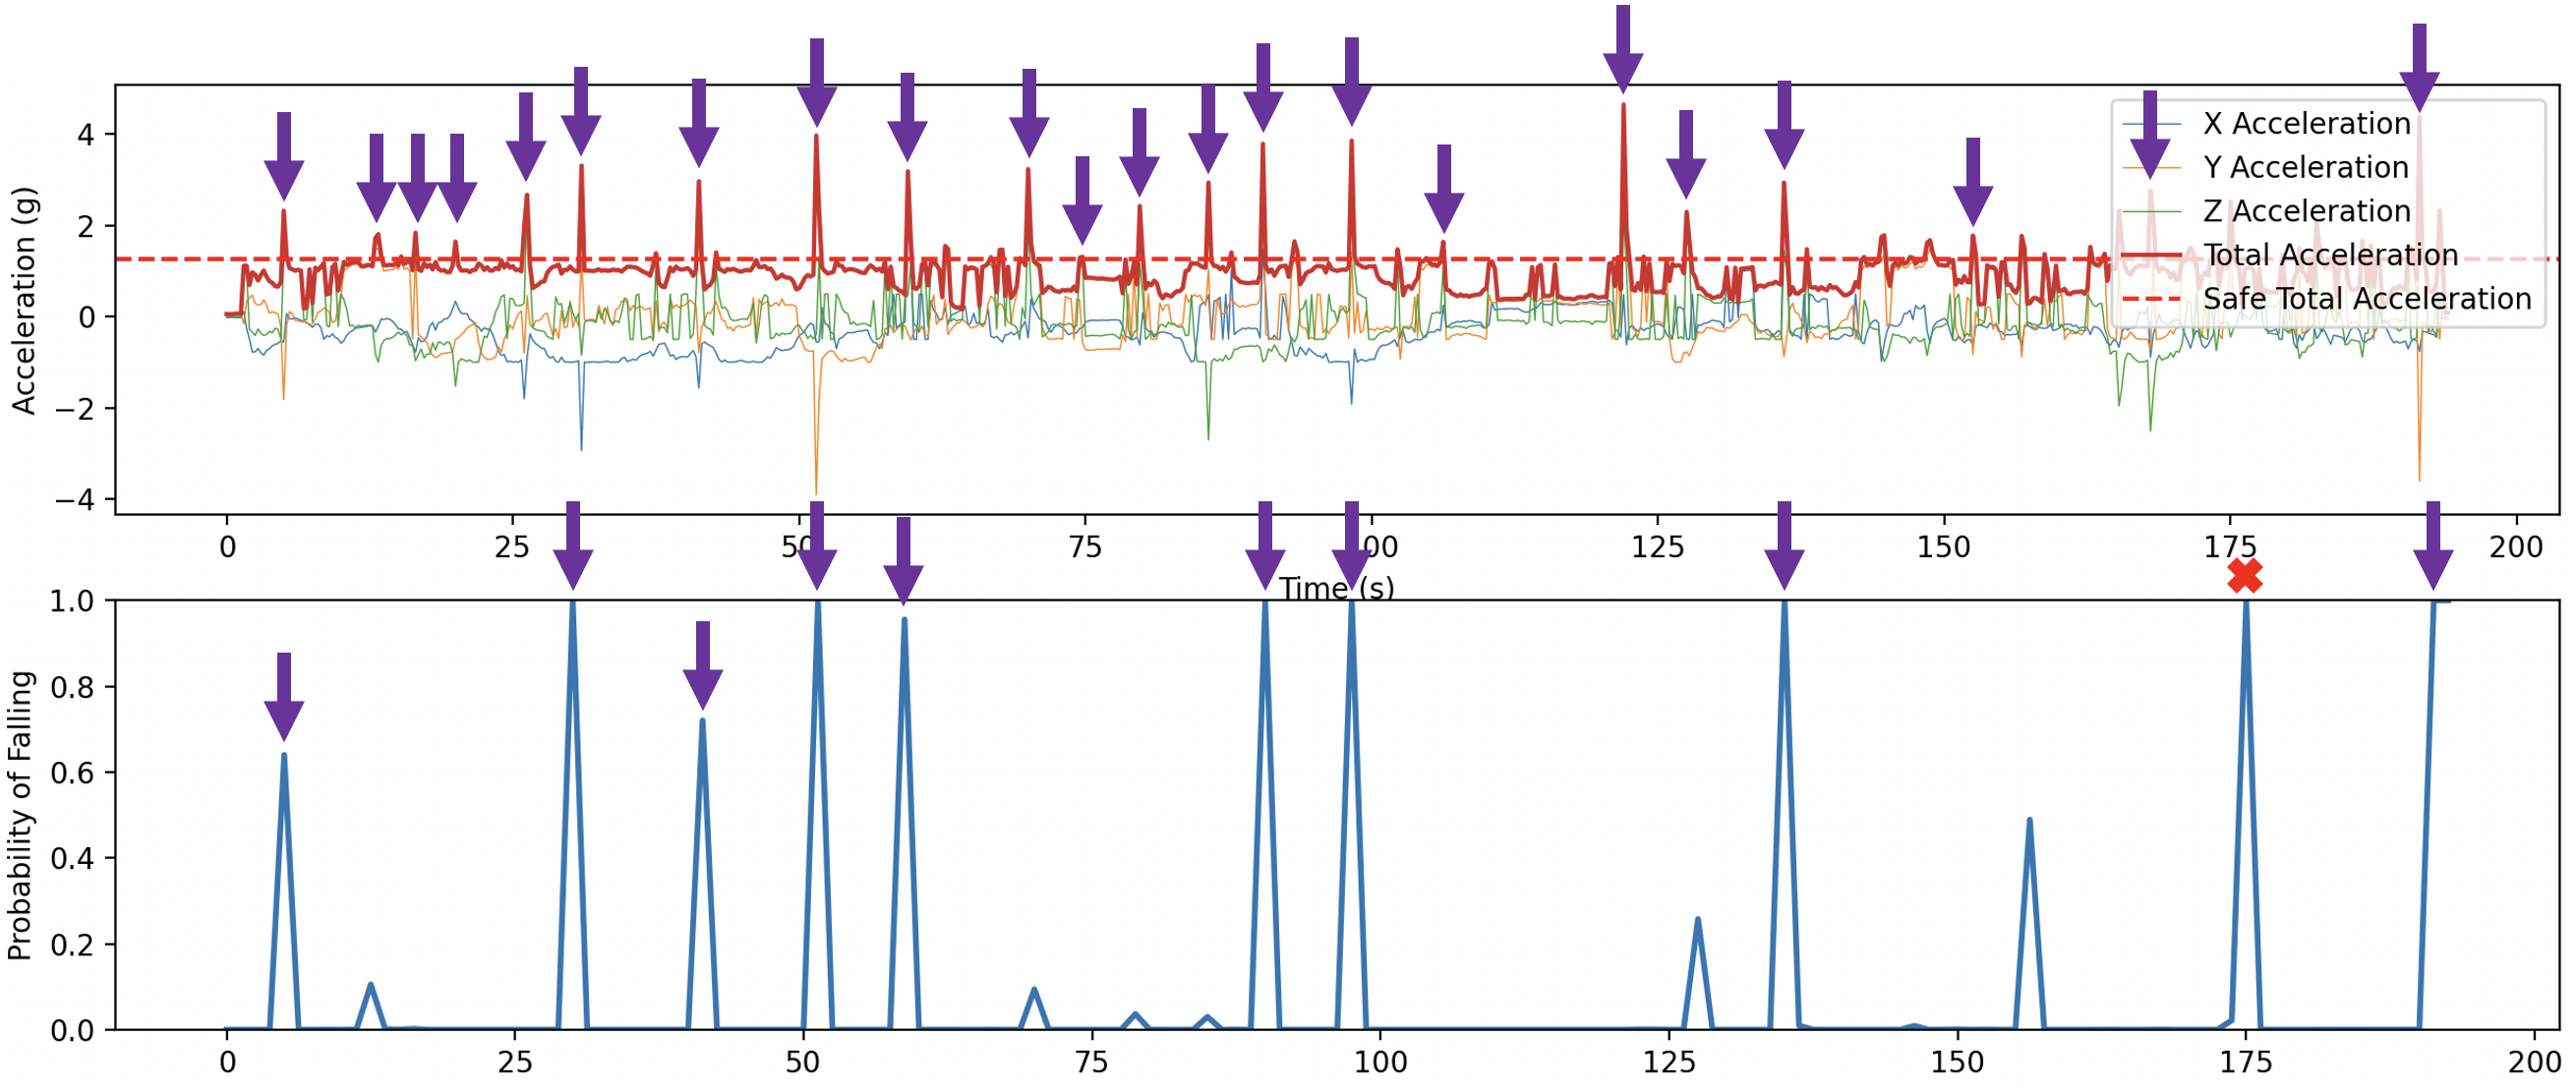 4
2
0
−2
−4
Acceleration (g)
X Acceleration
Y Acceleration
Z Acceleration
Total Acceleration
Safe Total Acceleration
0 25 50 75 00 125 150 175 200
Time (s)
1.0
0.8
0.6
0.4
0.2
0.0
Probability of Falling
0 25 50 75 100 125 150 175 200